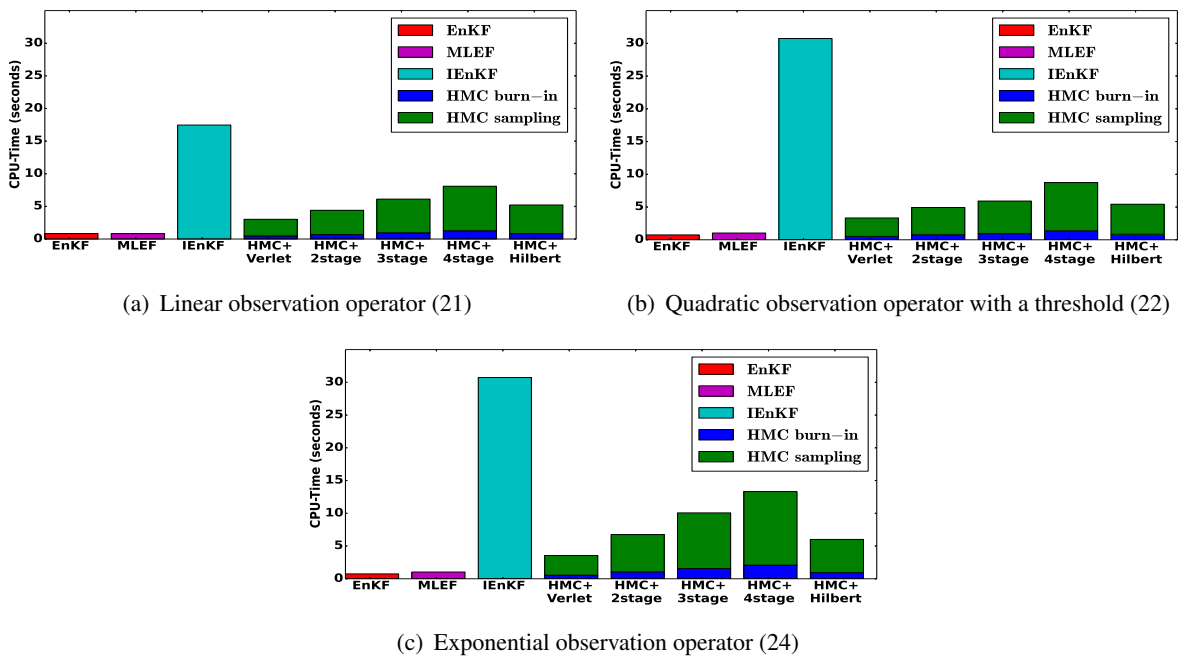 CPU-Time (seconds)
35
30
25
20
15
10
5
0
EnKF
MLEF
IEnKF
HMC burn−in
HMC sampling
EnKF MLEF IEnKF HMC+ HMC+ HMC+ HMC+ HMC+
Verlet 2stage 3stage 4stage Hilbert
(a) Linear observation operator (21)
CPU-Time (seconds)
30
25
20
15
10
5
0
EnKF
MLEF
IEnKF
HMC burn−in
HMC sampling
EnKF MLEF IEnKF HMC+ HMC+ HMC+ HMC+ HMC+
Verlet 2stage 3stage 4stage Hilbert
(b) Quadratic observation operator with a threshold (22)
CPU-Time (seconds)
30
25
20
15
10
5
0
EnKF
MLEF
IEnKF
HMC burn−in
HMC sampling
EnKF MLEF IEnKF HMC+ HMC+ HMC+ HMC+ HMC+
Verlet 2stage 3stage 4stage Hilbert
(c) Exponential observation operator (24)